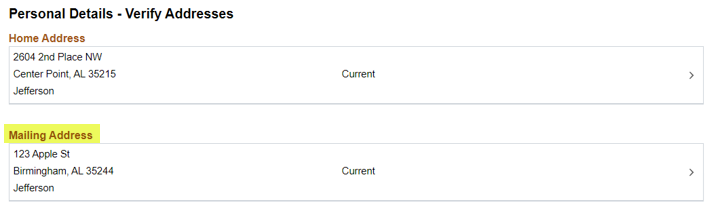 Personal Details - Verify Addresses
Home Address
2604 2nd Place NW
Center Point, AL 35215 Current
Jefferson
Mailing Address
123 Apple St
Birmingham, AL 35244 Current
Jefferson